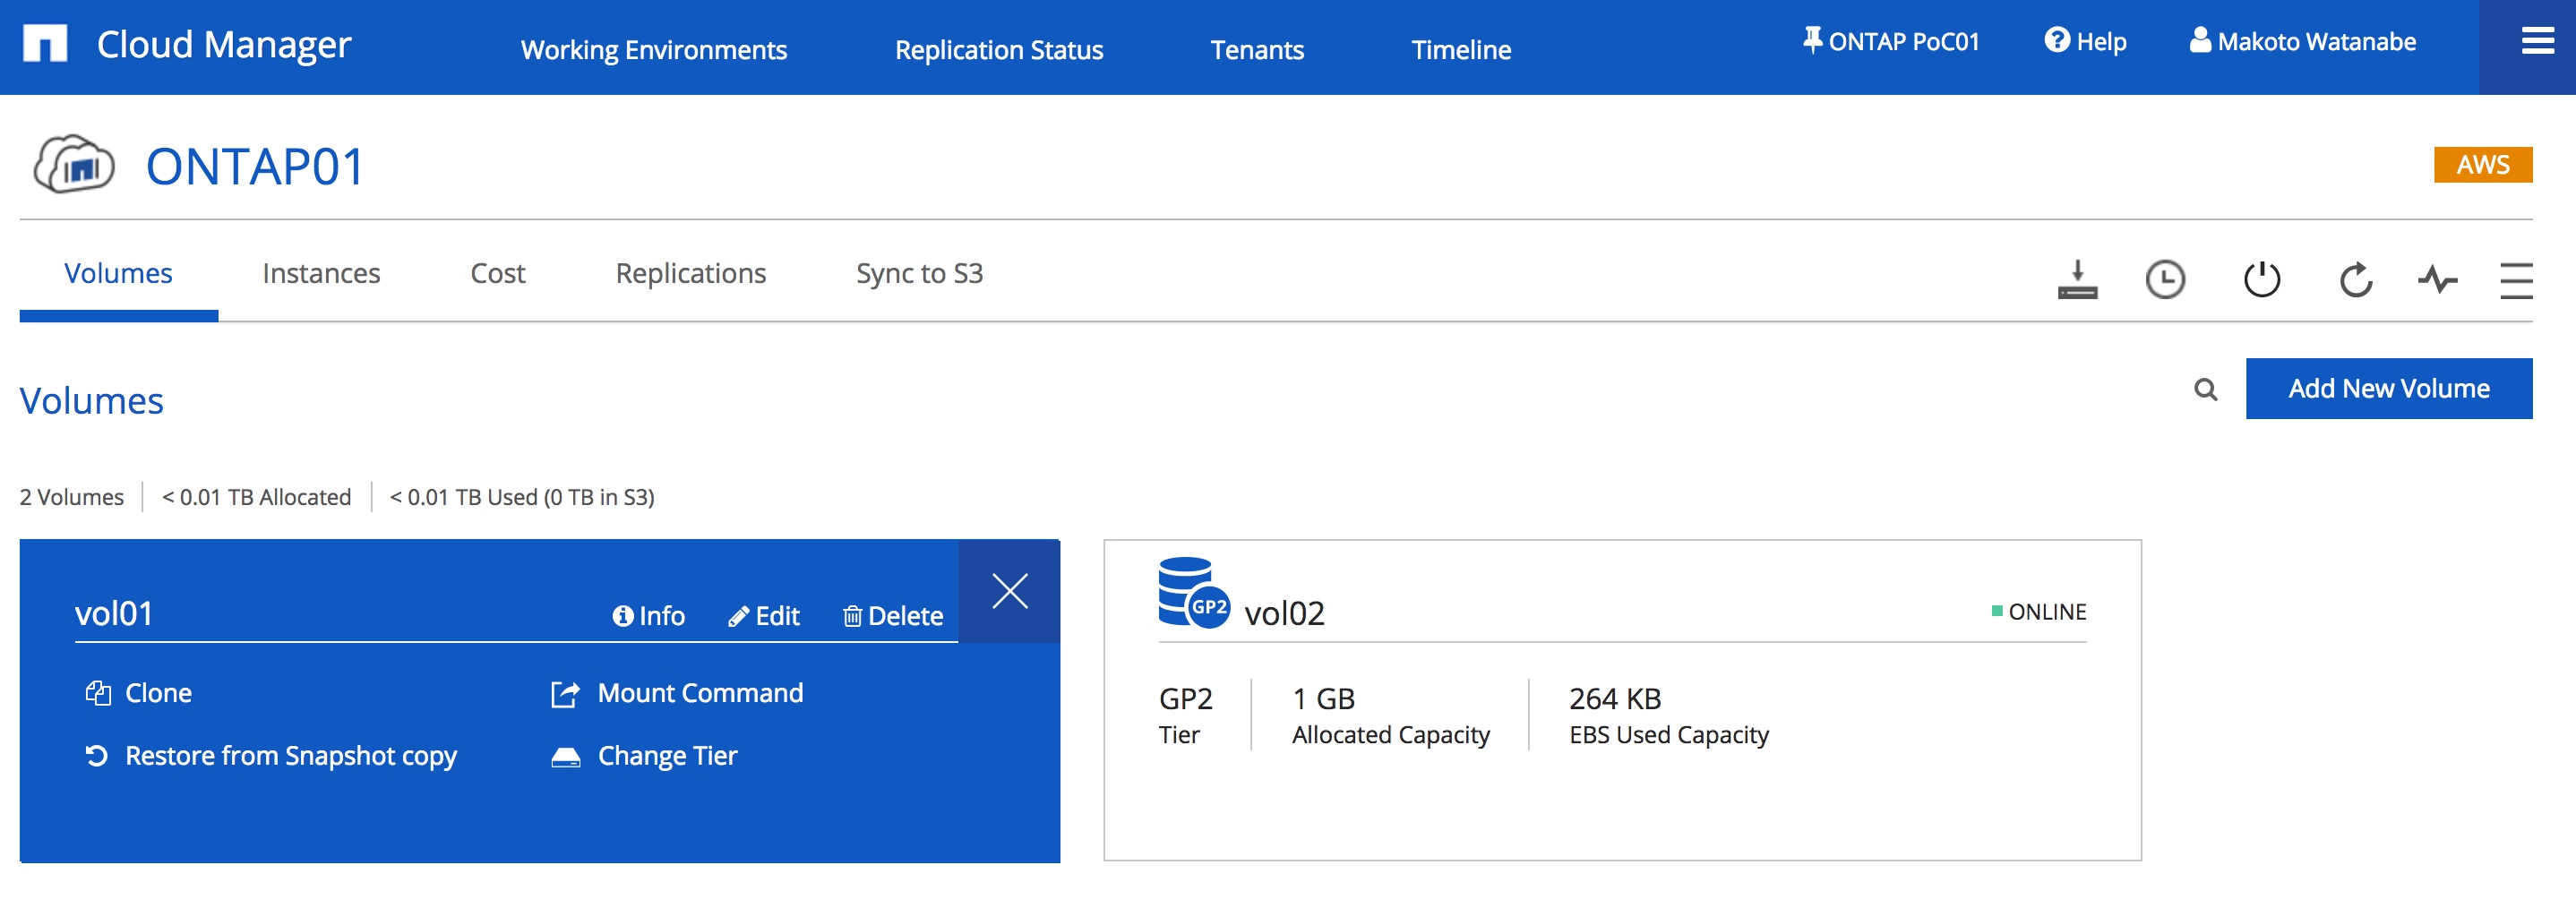 Cloud Manager
Working Environments
Replication Status
Tenants
Timeline
ONTAP PoC01
Help
Makoto Watanabe
ONTAP01
AWS
Volumes
Instances
Cost
Replications
Sync to S3
Volumes
Add New Volume
2 Volumes
< 0.01 TB Allocated
< 0.01 TB Used (0 TB in S3)
vol01
Info
Edit
Delete
Clone
Mount Command
Restore from Snapshot copy
Change Tier
GP2
vol02
ONLINE
GP2
Tier
1 GB
Allocated Capacity
264 KB
EBS Used Capacity